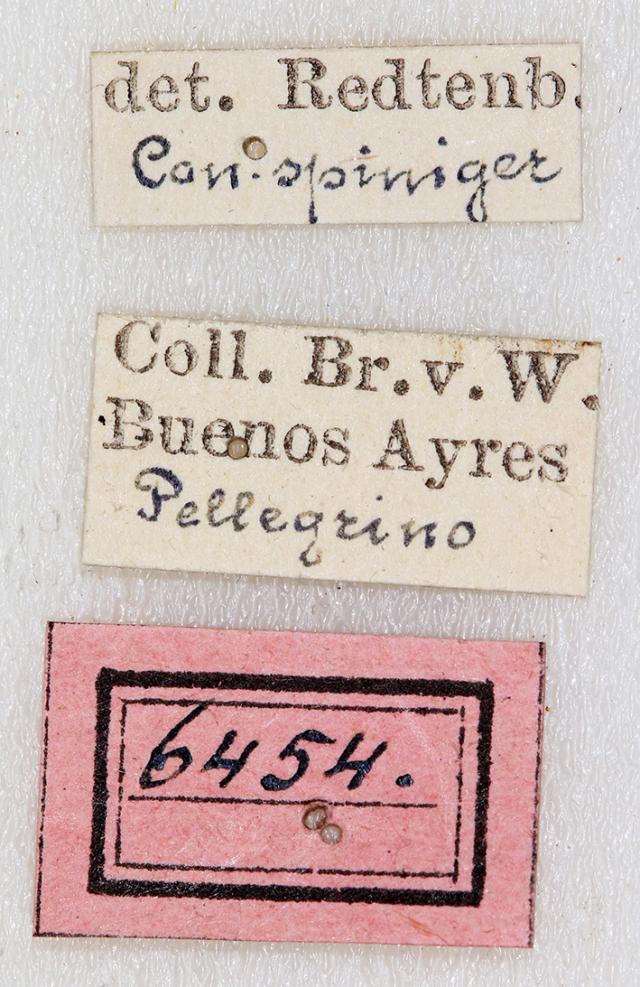 det. Redtenb.
Con. spiniger
Coll. Br. v. W.
Buenos Ayres
Pellegrino
6454.